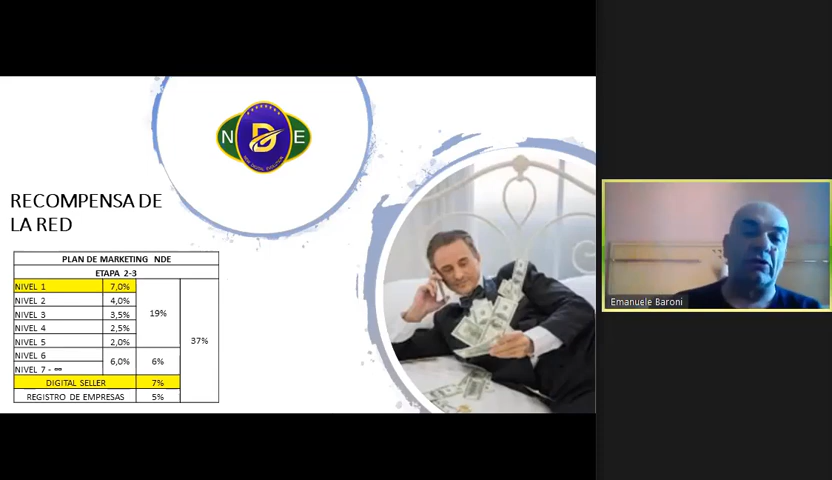 N D E
RECOMPENSA DE
LA RED
PLAN DE MARKETING NDE
ETAPA 2-3
NIVEL 1 7,0% 19% 37%
NIVEL 2 4,0%
NIVEL 3 3,5%
NIVEL 4 2,5%
NIVEL 5 2,0%
NIVEL 6 6,0% 6%
NIVEL 7 - ∞
DIGITAL SELLER 7%
REGISTRO DE EMPRESAS 5%
Emanuele Baroni